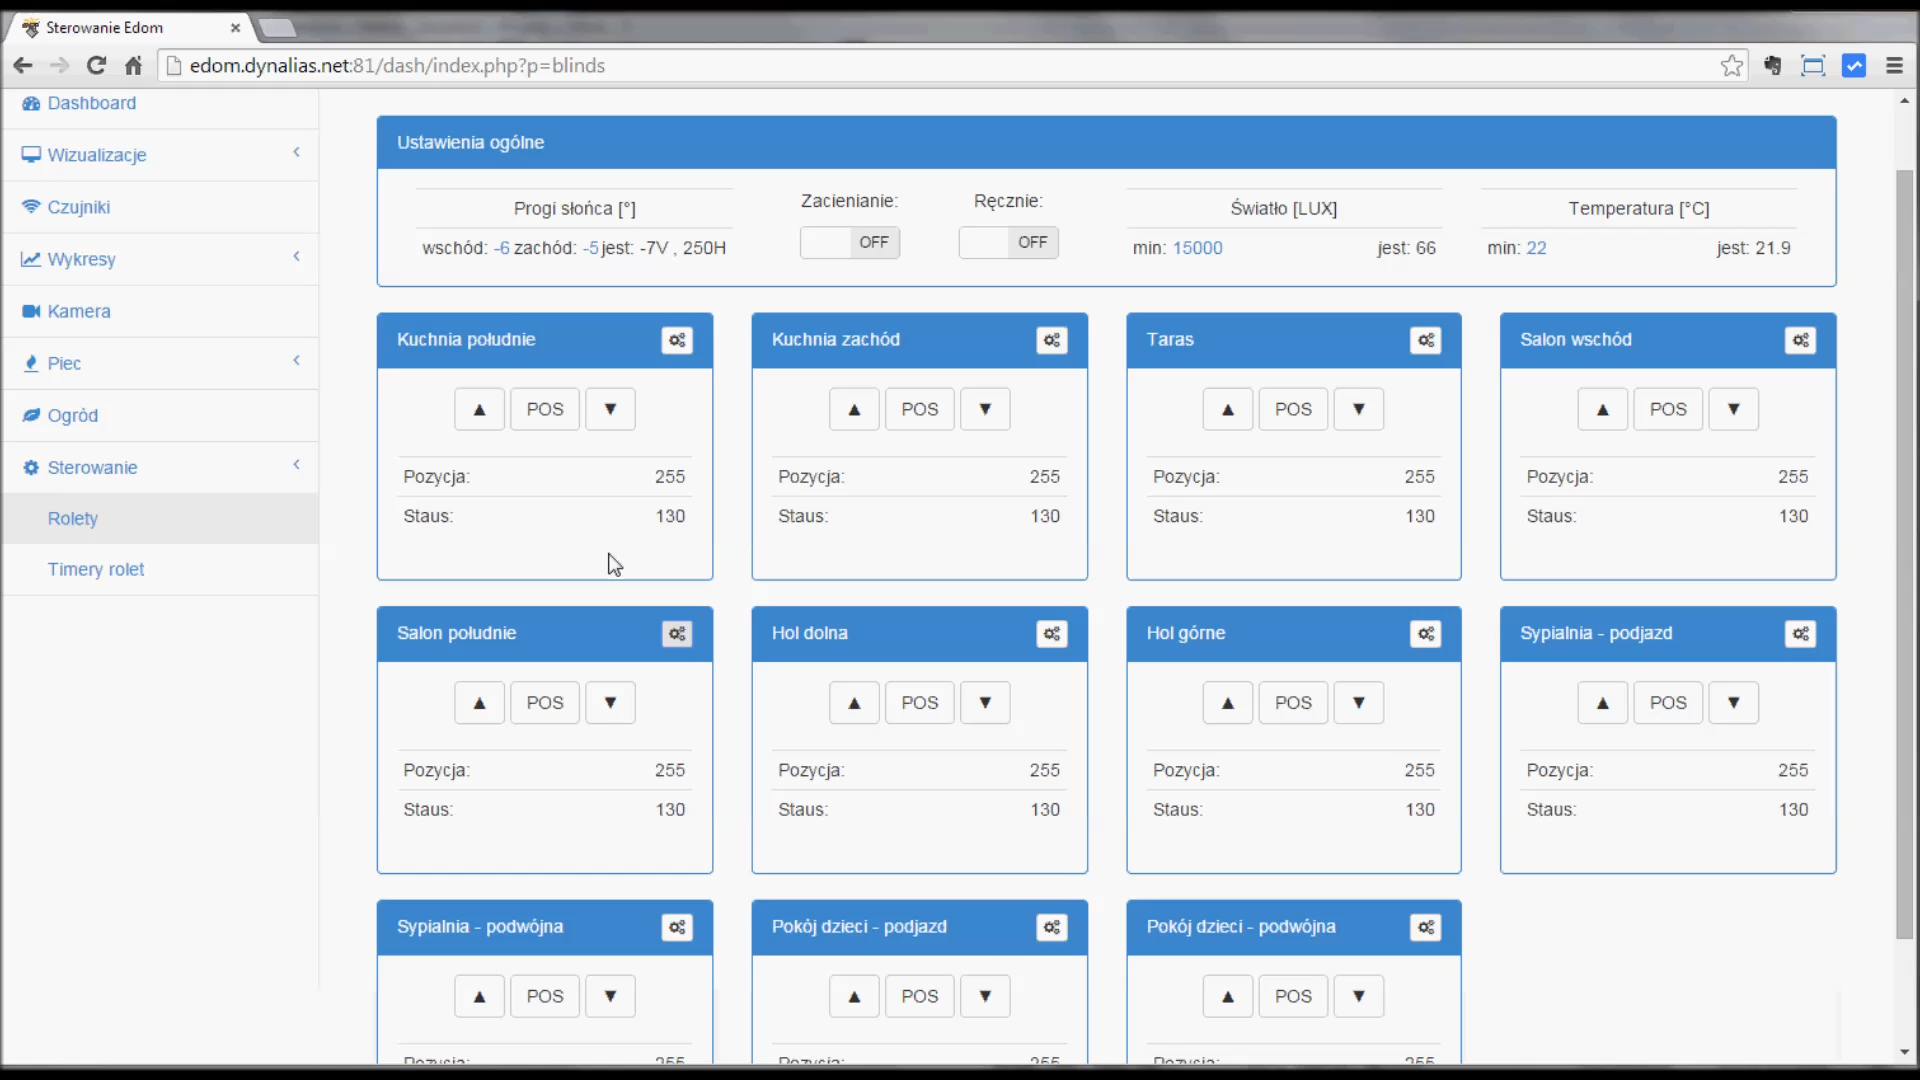 Sterowanie Edom
edom.dynalias.net:81/dash/index.php?p=blinds
Dashboard
Wizualizacje
Czujniki
Wykresy
Kamera
Piec
Ogród
Sterowanie
Rolety
Timery rolet
Ustawienia ogólne
Progi słońca [°]
wschód: -6 zachód: -5 jest: -7V , 250H
Zacienianie:
OFF
Ręcznie:
OFF
Światło [LUX]
min: 15000 jest: 66
Temperatura [°C]
min: 22 jest: 21.9
Kuchnia południe
▲ POS ▼
Pozycja: 255
Staus: 130
Kuchnia zachód
▲ POS ▼
Pozycja: 255
Staus: 130
Taras
▲ POS ▼
Pozycja: 255
Staus: 130
Salon wschód
▲ POS ▼
Pozycja: 255
Staus: 130
Salon południe
▲ POS ▼
Pozycja: 255
Staus: 130
Hol dolna
▲ POS ▼
Pozycja: 255
Staus: 130
Hol górne
▲ POS ▼
Pozycja: 255
Staus: 130
Sypialnia - podjazd
▲ POS ▼
Pozycja: 255
Staus: 130
Sypialnia - podwójna
▲ POS ▼
Pozycja: 255
Pokój dzieci - podjazd
▲ POS ▼
Pozycja: 255
Pokój dzieci - podwójna
▲ POS ▼
Pozycja: 255